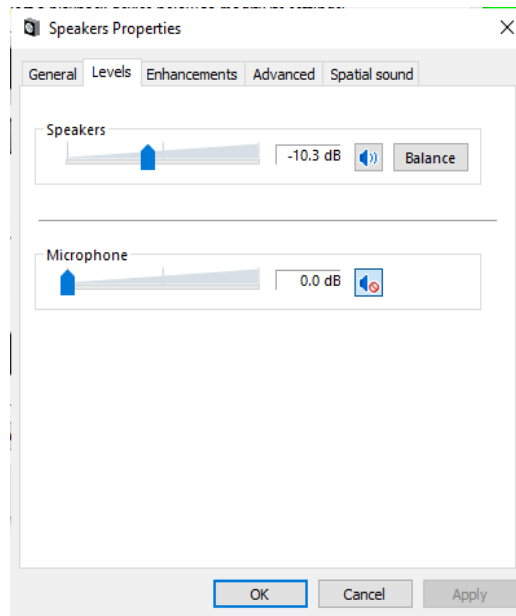 Speakers Properties
General Levels Enhancements Advanced Spatial sound
Speakers
-10.3 dB Balance
Microphone
0.0 dB
OK Cancel Apply